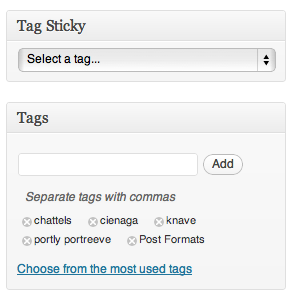 Tag Sticky
Select a tag...
Tags
Add
Separate tags with commas
chattels cienaga knave
portly portreeve Post Formats
Choose from the most used tags